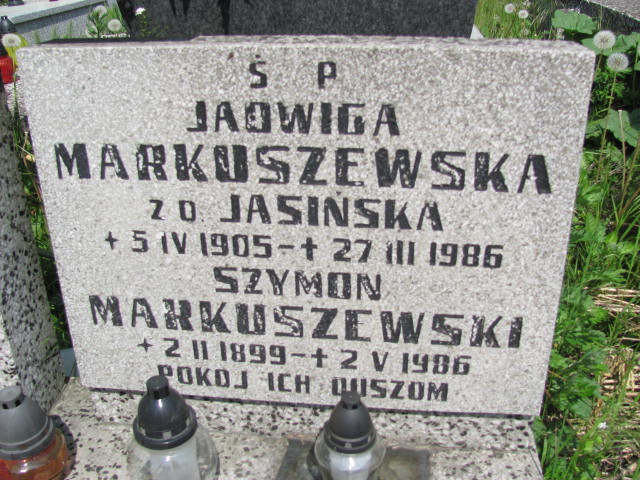 Ś P
JADWIGA
MARKUSZEWSKA
Z D JASIŃSKA
+ 5 IV 1905 - + 27 III 1986
SZYMON
MARKUSZEWSKI
+ 2 II 1899 - + 2 V 1986
POKOJ ICH DUSZOM